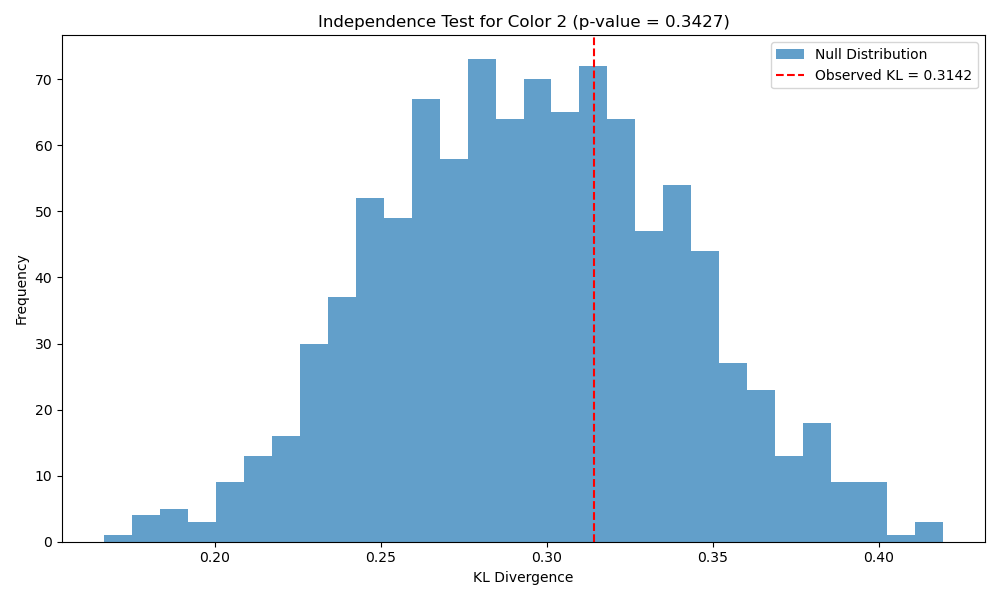 Independence Test for Color 2 (p-value = 0.3427)
Null Distribution
Observed KL = 0.3142
Frequency
70
60
50
40
30
20
10
0
0.20 0.25 0.30 0.35 0.40
KL Divergence